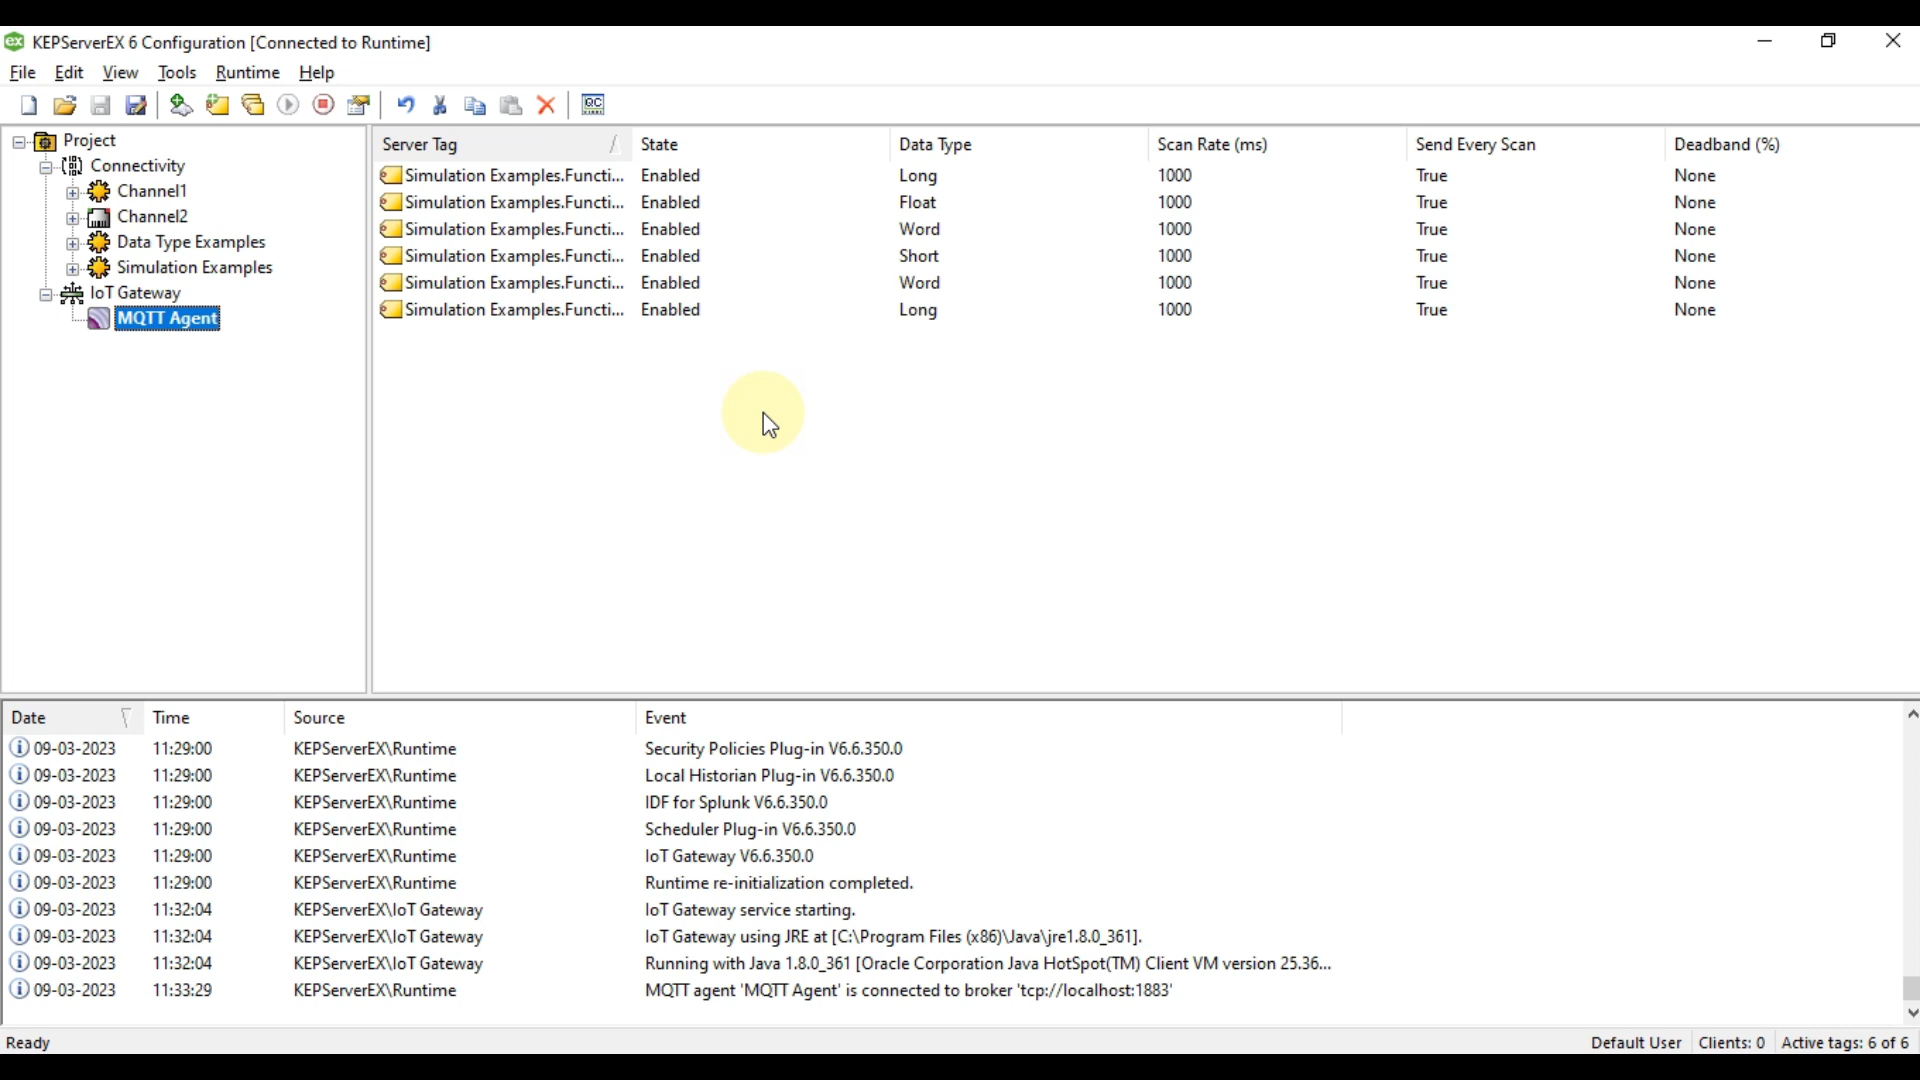 ex KEPServerEX 6 Configuration [Connected to Runtime]
File Edit View Tools Runtime Help
QC
Project
Connectivity
Channel1
Channel2
Data Type Examples
Simulation Examples
IoT Gateway
MQTT Agent
Server Tag State Data Type Scan Rate (ms) Send Every Scan Deadband (%)
Simulation Examples.Functi... Enabled Long 1000 True None
Simulation Examples.Functi... Enabled Float 1000 True None
Simulation Examples.Functi... Enabled Word 1000 True None
Simulation Examples.Functi... Enabled Short 1000 True None
Simulation Examples.Functi... Enabled Word 1000 True None
Simulation Examples.Functi... Enabled Long 1000 True None
Date Time Source Event
09-03-2023 11:29:00 KEPServerEX\Runtime Security Policies Plug-in V6.6.350.0
09-03-2023 11:29:00 KEPServerEX\Runtime Local Historian Plug-in V6.6.350.0
09-03-2023 11:29:00 KEPServerEX\Runtime IDF for Splunk V6.6.350.0
09-03-2023 11:29:00 KEPServerEX\Runtime Scheduler Plug-in V6.6.350.0
09-03-2023 11:29:00 KEPServerEX\Runtime IoT Gateway V6.6.350.0
09-03-2023 11:29:00 KEPServerEX\Runtime Runtime re-initialization completed.
09-03-2023 11:32:04 KEPServerEX\IoT Gateway IoT Gateway service starting.
09-03-2023 11:32:04 KEPServerEX\IoT Gateway IoT Gateway using JRE at [C:\Program Files (x86)\Java\jre1.8.0_361].
09-03-2023 11:32:04 KEPServerEX\IoT Gateway Running with Java 1.8.0_361 [Oracle Corporation Java HotSpot(TM) Client VM version 25.36...
09-03-2023 11:33:29 KEPServerEX\Runtime MQTT agent 'MQTT Agent' is connected to broker 'tcp://localhost:1883'
Ready Default User Clients: 0 Active tags: 6 of 6